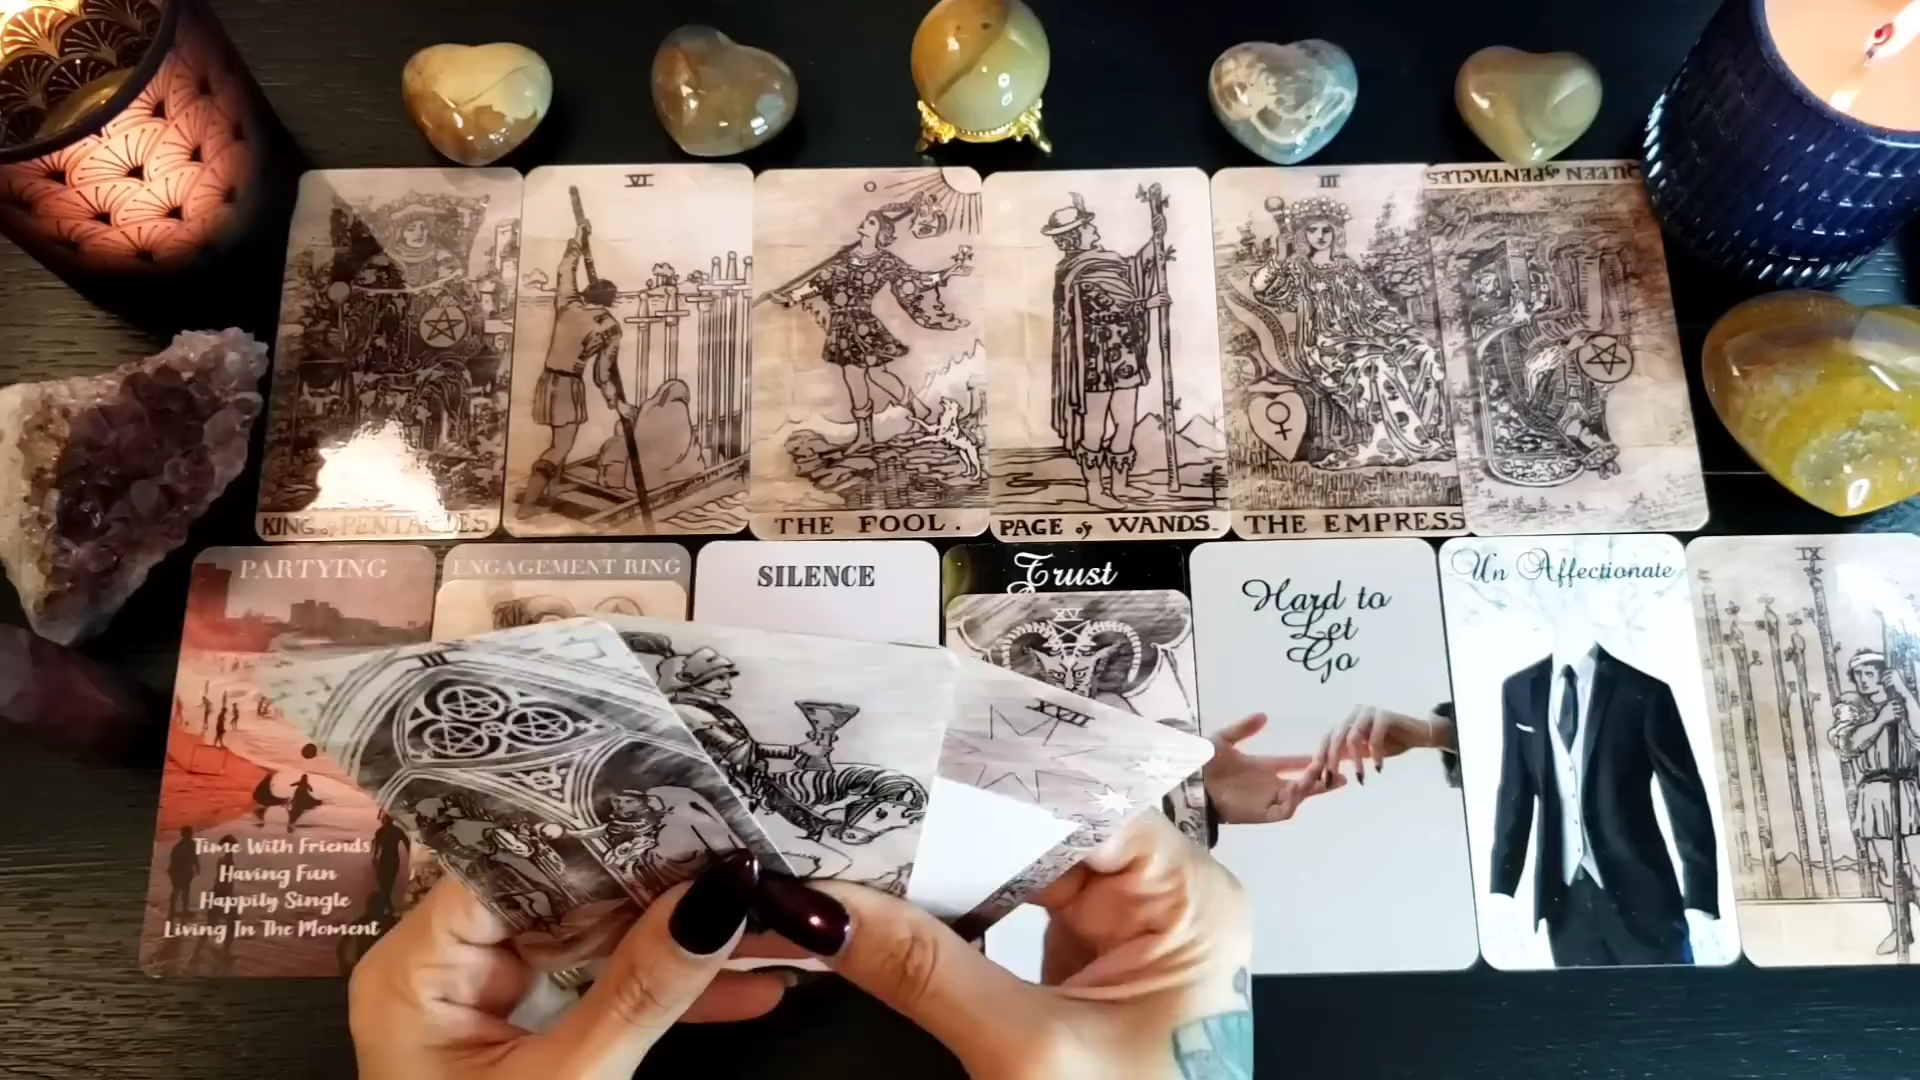 VI
III
QUEEN of PENTACLES
KING of PENTACLES
THE FOOL.
PAGE of WANDS.
THE EMPRESS
PARTYING
ENGAGEMENT RING
SILENCE
Trust
Hard to
Let
Go
Un Affectionate
IX
XV
III
XVII
Time With Friends
Having Fun
Happily Single
Living In The Moment